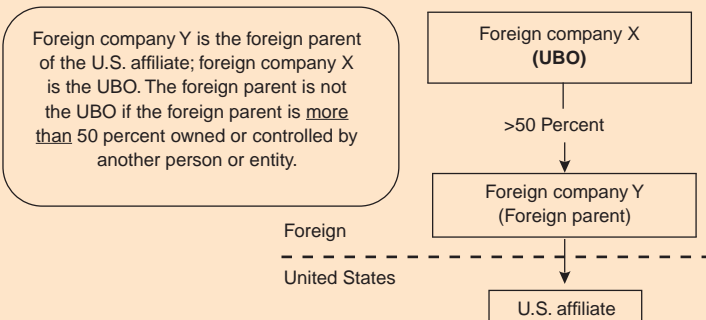 Foreign company Y is the foreign parent
of the U.S. affiliate; foreign company X
is the UBO. The foreign parent is not
the UBO if the foreign parent is more
than 50 percent owned or controlled by
another person or entity.
Foreign company X
(UBO)
>50 Percent
Foreign company Y
(Foreign parent)
Foreign
United States
U.S. affiliate